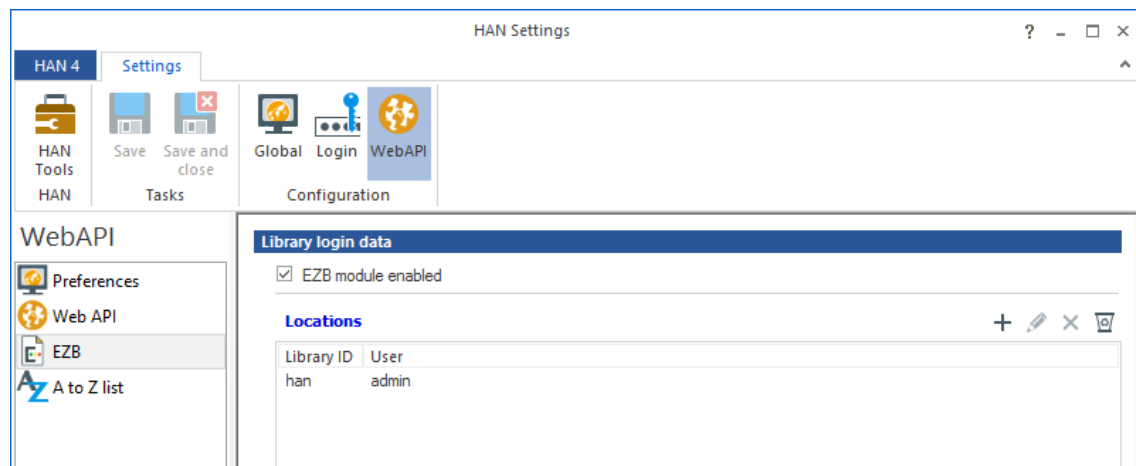 HAN Settings
HAN 4 Settings
HAN Tools
Save
Save and close
Global Login WebAPI
HAN Tasks Configuration
WebAPI
Preferences
Web API
EZB
A to Z list
Library login data
EZB module enabled
Locations
Library ID User
han admin